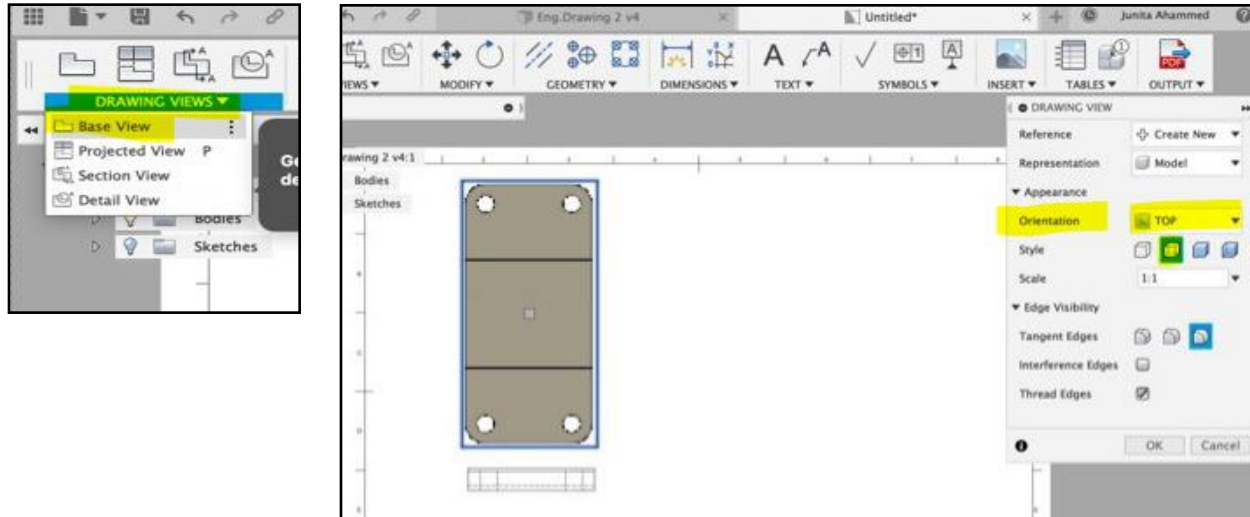 DRAWING VIEWS
Base View
Projected View P
Section View
Detail View
Ge
de
Bodies
Sketches
Eng.Drawing 2 v4
Untitled*
Junita Ahammed
IEWS
MODIFY
GEOMETRY
DIMENSIONS
TEXT
SYMBOLS
INSERT
TABLES
OUTPUT
PDF
rawing 2 v4:1
Bodies
Sketches
DRAWING VIEW
Reference Create New
Representation Model
Appearance
Orientation TOP
Style
Scale 1:1
Edge Visibility
Tangent Edges
Interference Edges
Thread Edges
OK Cancel